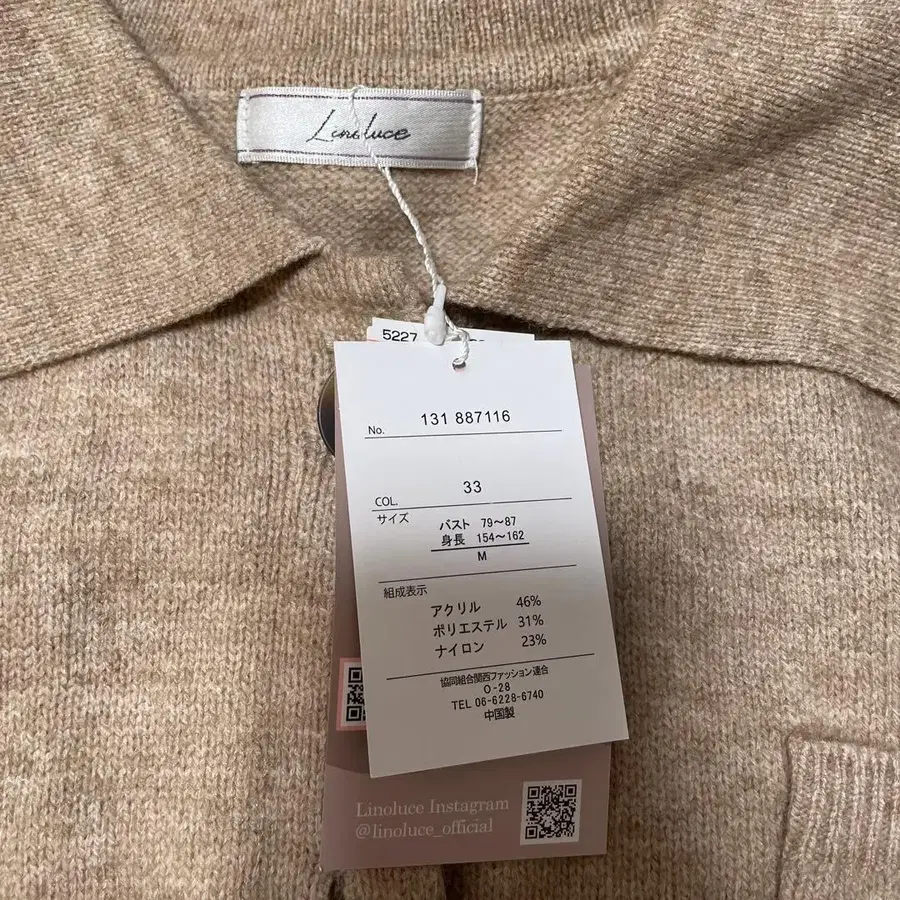 Linoluce
5227
No. 131 887116
COL. 33
サイズ
バスト 79～87
身長 154～162
M
組成表示
アクリル 46%
ポリエステル 31%
ナイロン 23%
協同組合関西ファッション連合
O-28
TEL 06-6228-6740
中国製
Linoluce Instagram
@linoluce_official